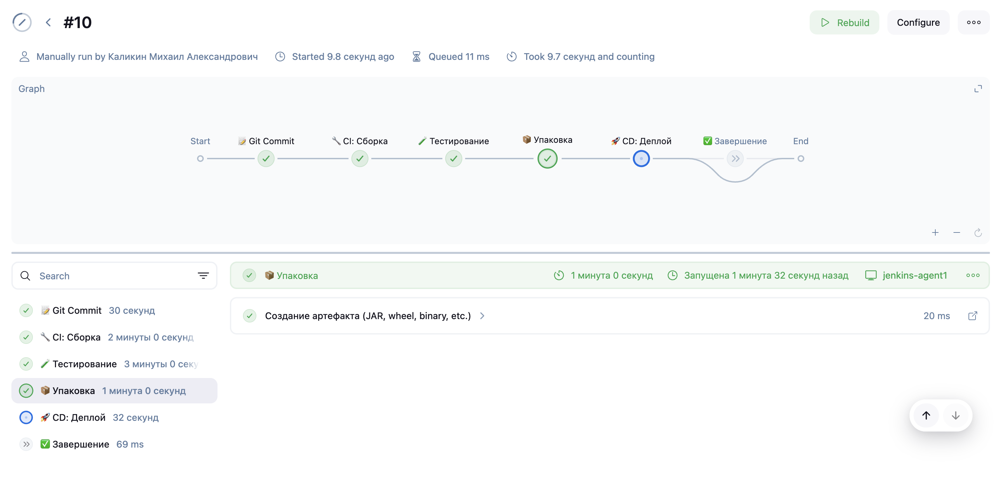 #10
Rebuild
Configure
Manually run by Каликин Михаил Александрович
Started 9.8 секунд ago
Queued 11 ms
Took 9.7 секунд and counting
Graph
Start
Git Commit
CI: Сборка
Тестирование
Упаковка
CD: Деплой
Завершение
End
Search
Git Commit 30 секунд
CI: Сборка 2 минуты 0 секунд
Тестирование 3 минуты 0 секу
Упаковка 1 минута 0 секунд
CD: Деплой 32 секунд
Завершение 69 ms
Упаковка
1 минута 0 секунд
Запущена 1 минута 32 секунд назад
jenkins-agent1
Создание артефакта (JAR, wheel, binary, etc.)
20 ms